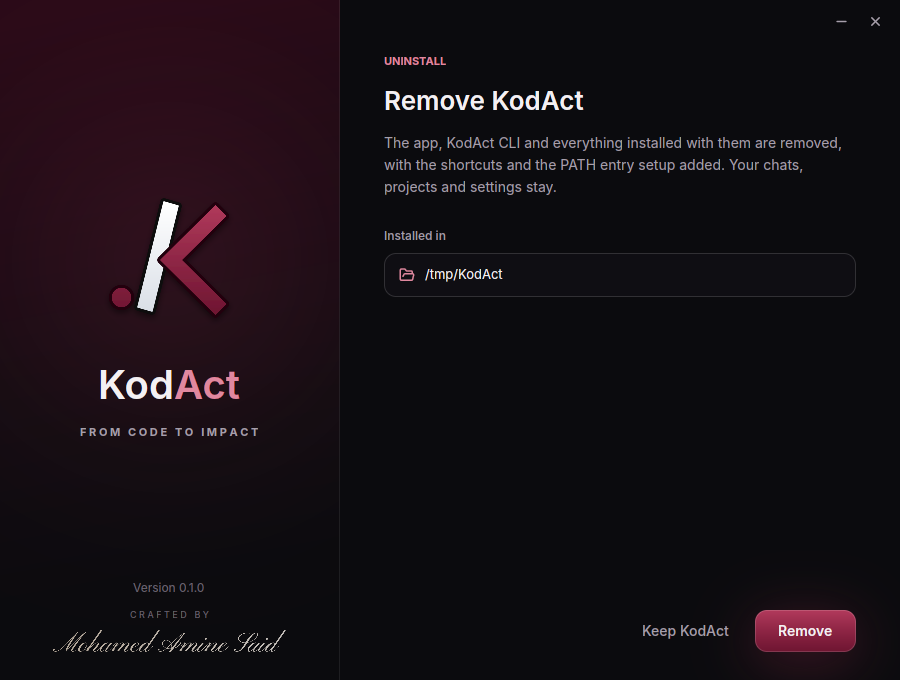 KodAct
FROM CODE TO IMPACT
Version 0.1.0
CRAFTED BY
Mohamed Amine Said
UNINSTALL
Remove KodAct
The app, KodAct CLI and everything installed with them are removed,
with the shortcuts and the PATH entry setup added. Your chats,
projects and settings stay.
Installed in
/tmp/KodAct
Keep KodAct
Remove